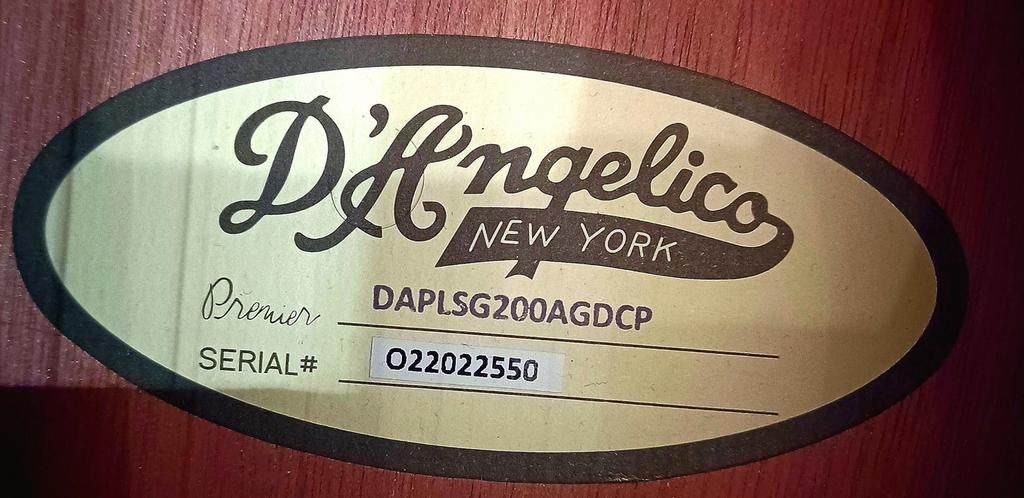 D'Angelico
NEW YORK
Premier DAPLSG200AGDCP
SERIAL# O22022550